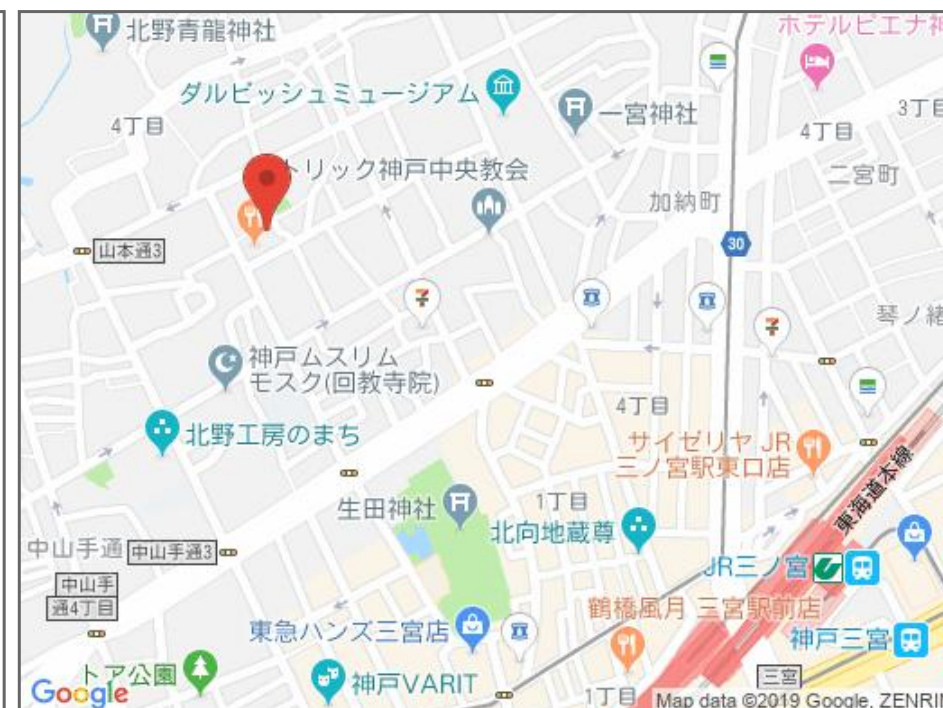 北野青龍神社
ホテルピエナ神
ダルビッシュミュージアム
一宮神社
3丁目
4丁目
4丁目
トリック神戸中央教会
二宮町
加納町
山本通3
30
琴ノ緒
神戸ムスリム
モスク(回教寺院)
4丁目
北野工房のまち
サイゼリヤ JR
三ノ宮駅東口店
東海道本線
生田神社
1丁目
北向地蔵尊
中山手通
中山手通3
JR三ノ宮
中山手
通4丁目
鶴橋風月 三宮駅前店
東急ハンズ三宮店
神戸三宮
トア公園
神戸VARIT
三宮
1丁目
Google
Map data ©2019 Google, ZENRIN